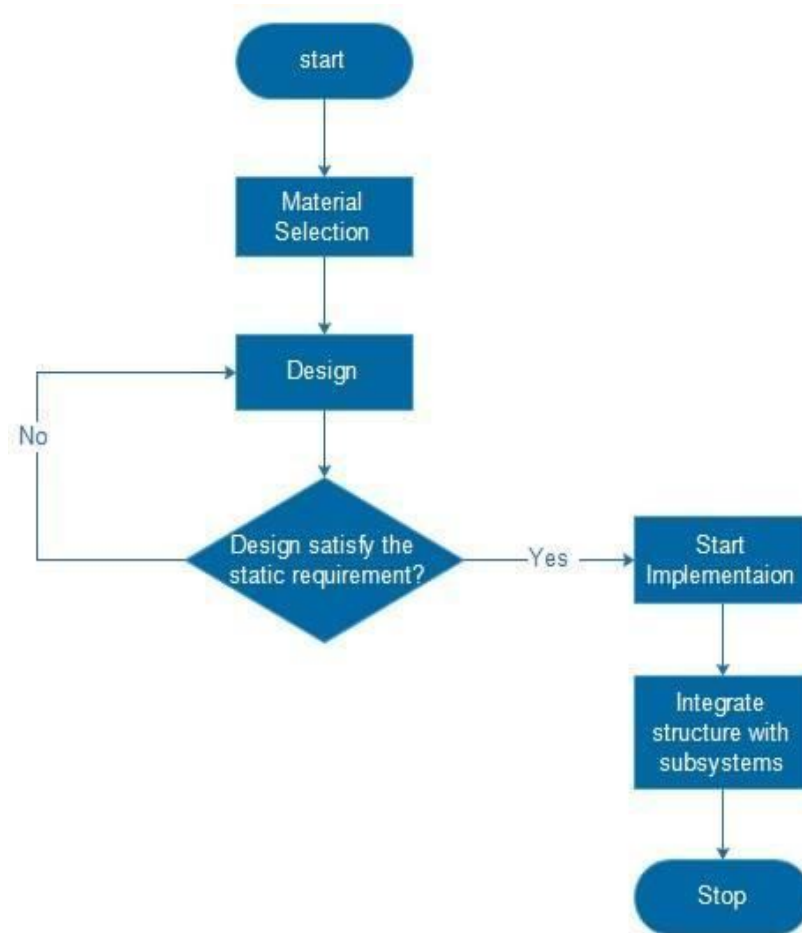 start
Material
Selection
Design
No
Design satisfy the
static requirement?
Yes
Start
Implementaion
Integrate
structure with
subsystems
Stop